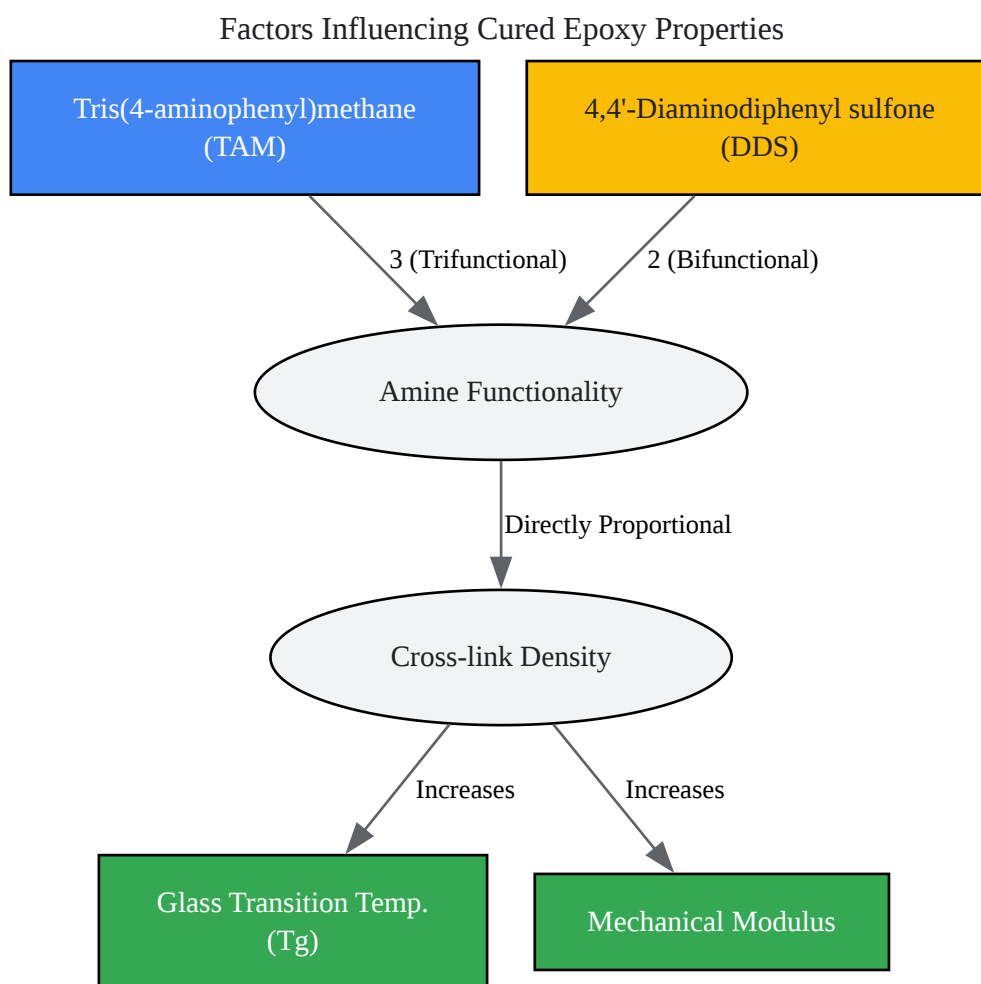 Factors Influencing Cured Epoxy Properties
Tris(4-aminophenyl)methane
(TAM)
4,4'-Diaminodiphenyl sulfone
(DDS)
3 (Trifunctional)
2 (Bifunctional)
Amine Functionality
Directly Proportional
Cross-link Density
Increases
Increases
Glass Transition Temp.
(Tg)
Mechanical Modulus